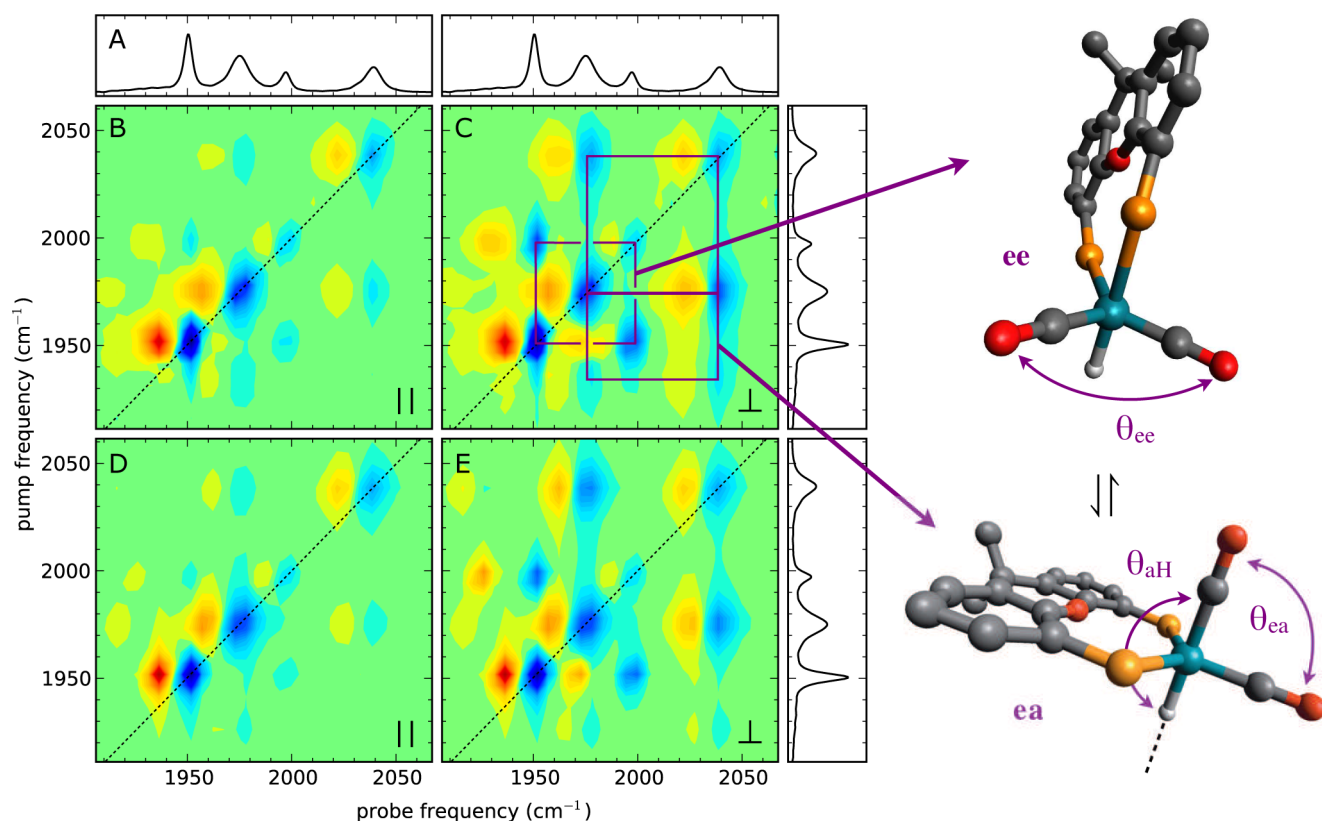 A
B
C
ee
2050
2000
1950
||
⊥
θee
D
E
2050
2000
1950
||
⊥
pump frequency (cm⁻¹)
θaH
θea
ea
1950
2000
2050
1950
2000
2050
probe frequency (cm⁻¹)